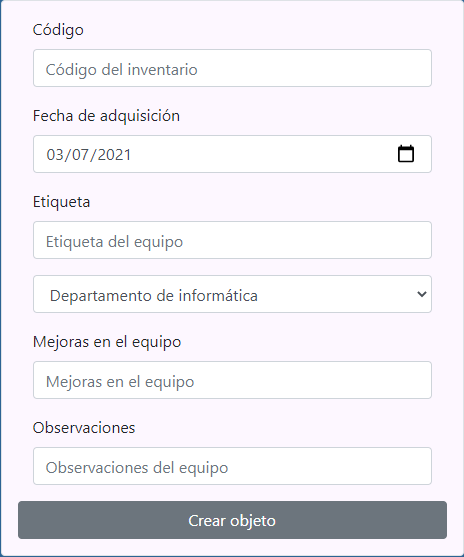 Código
Código del inventario
Fecha de adquisición
03/07/2021
Etiqueta
Etiqueta del equipo
Departamento de informática
Mejoras en el equipo
Mejoras en el equipo
Observaciones
Observaciones del equipo
Crear objeto